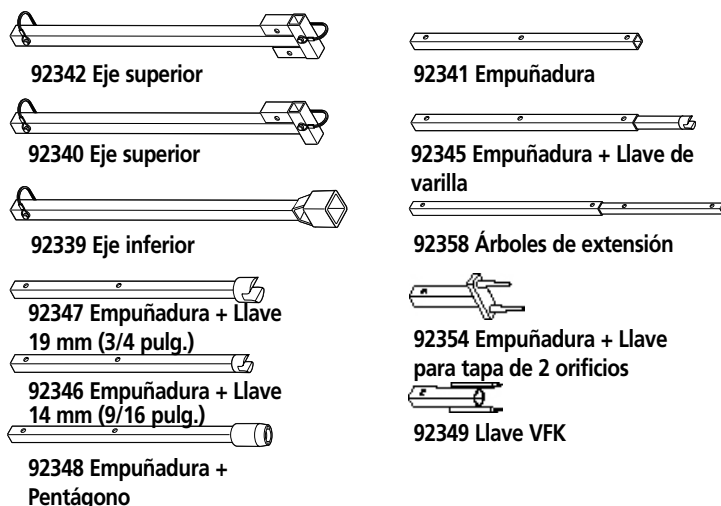 92342 Eje superior
92340 Eje superior
92339 Eje inferior
92347 Empuñadura + Llave
19 mm (3/4 pulg.)
92346 Empuñadura + Llave
14 mm (9/16 pulg.)
92348 Empuñadura +
Pentágono
92341 Empuñadura
92345 Empuñadura + Llave de
varilla
92358 Árboles de extensión
92354 Empuñadura + Llave
para tapa de 2 orificios
92349 Llave VFK